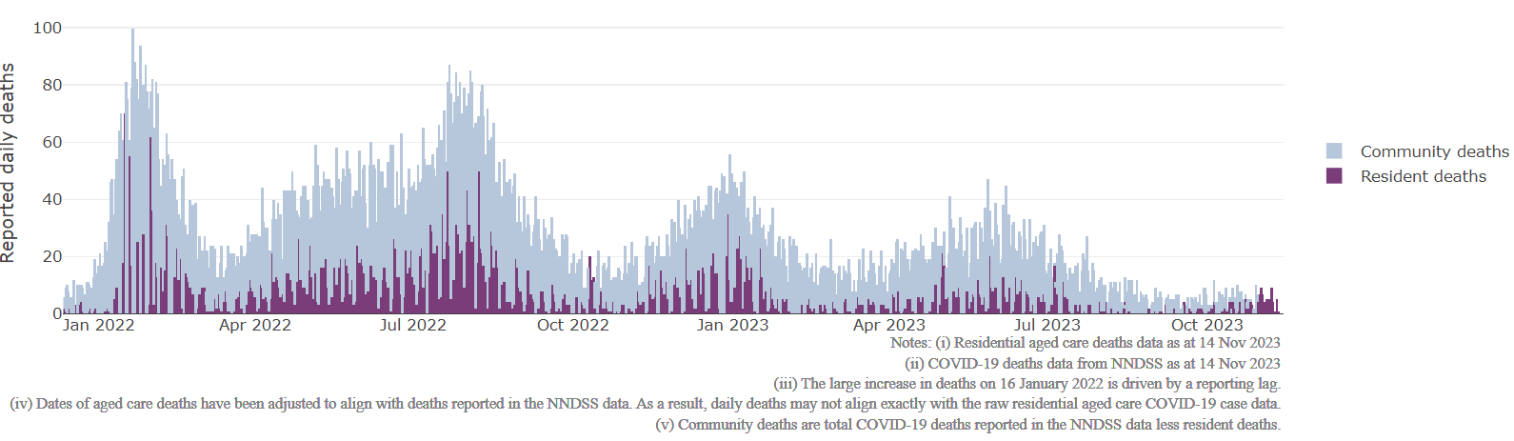 Reported daily deaths
100
80
60
40
20
0
Jan 2022 Apr 2022 Jul 2022 Oct 2022 Jan 2023 Apr 2023 Jul 2023 Oct 2023
Community deaths
Resident deaths
Notes: (i) Residential aged care deaths data as at 14 Nov 2023
(ii) COVID-19 deaths data from NNDSS as at 14 Nov 2023
(iii) The large increase in deaths on 16 January 2022 is driven by a reporting lag.
(iv) Dates of aged care deaths have been adjusted to align with deaths reported in the NNDSS data. As a result, daily deaths may not align exactly with the raw residential aged care COVID-19 case data.
(v) Community deaths are total COVID-19 deaths reported in the NNDSS data less resident deaths.